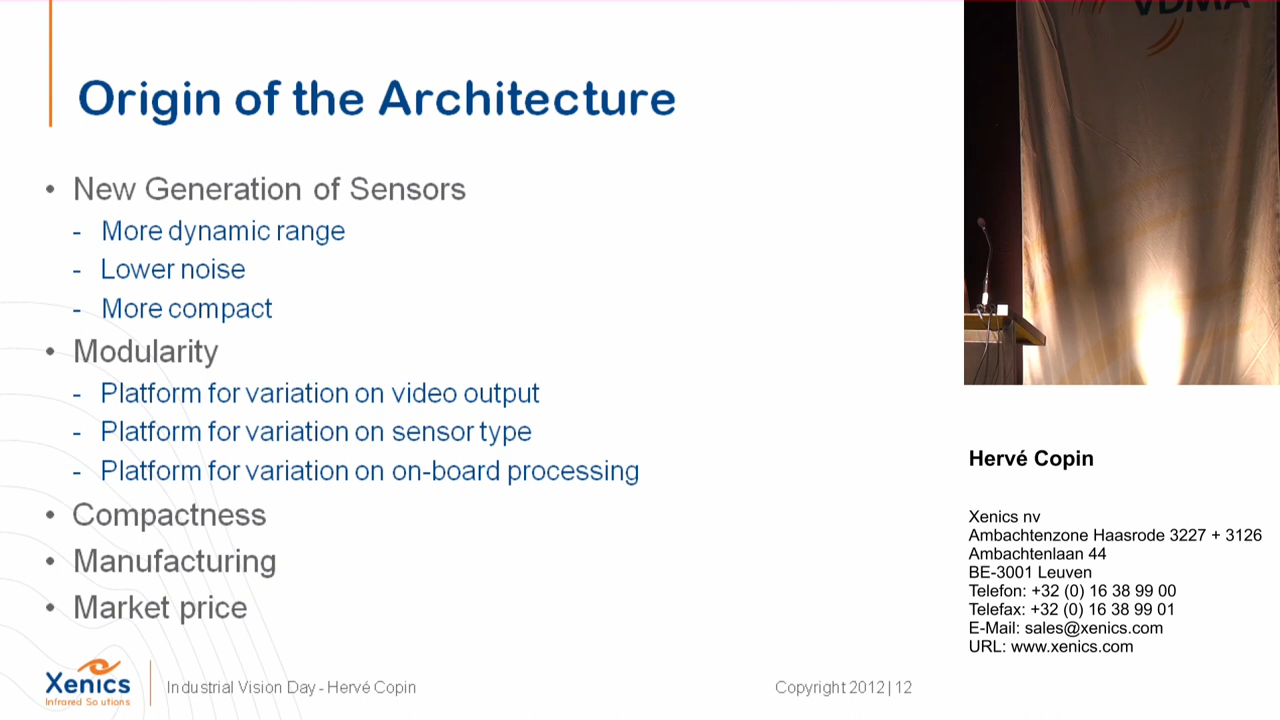 Origin of the Architecture
• New Generation of Sensors
- More dynamic range
- Lower noise
- More compact
• Modularity
- Platform for variation on video output
- Platform for variation on sensor type
- Platform for variation on on-board processing
• Compactness
• Manufacturing
• Market price
Xenics
Infrared Solutions
Industrial Vision Day - Hervé Copin
Copyright 2012 | 12
VDMA
Hervé Copin
Xenics nv
Ambachtenzone Haasrode 3227 + 3126
Ambachtenlaan 44
BE-3001 Leuven
Telefon: +32 (0) 16 38 99 00
Telefax: +32 (0) 16 38 99 01
E-Mail: sales@xenics.com
URL: www.xenics.com